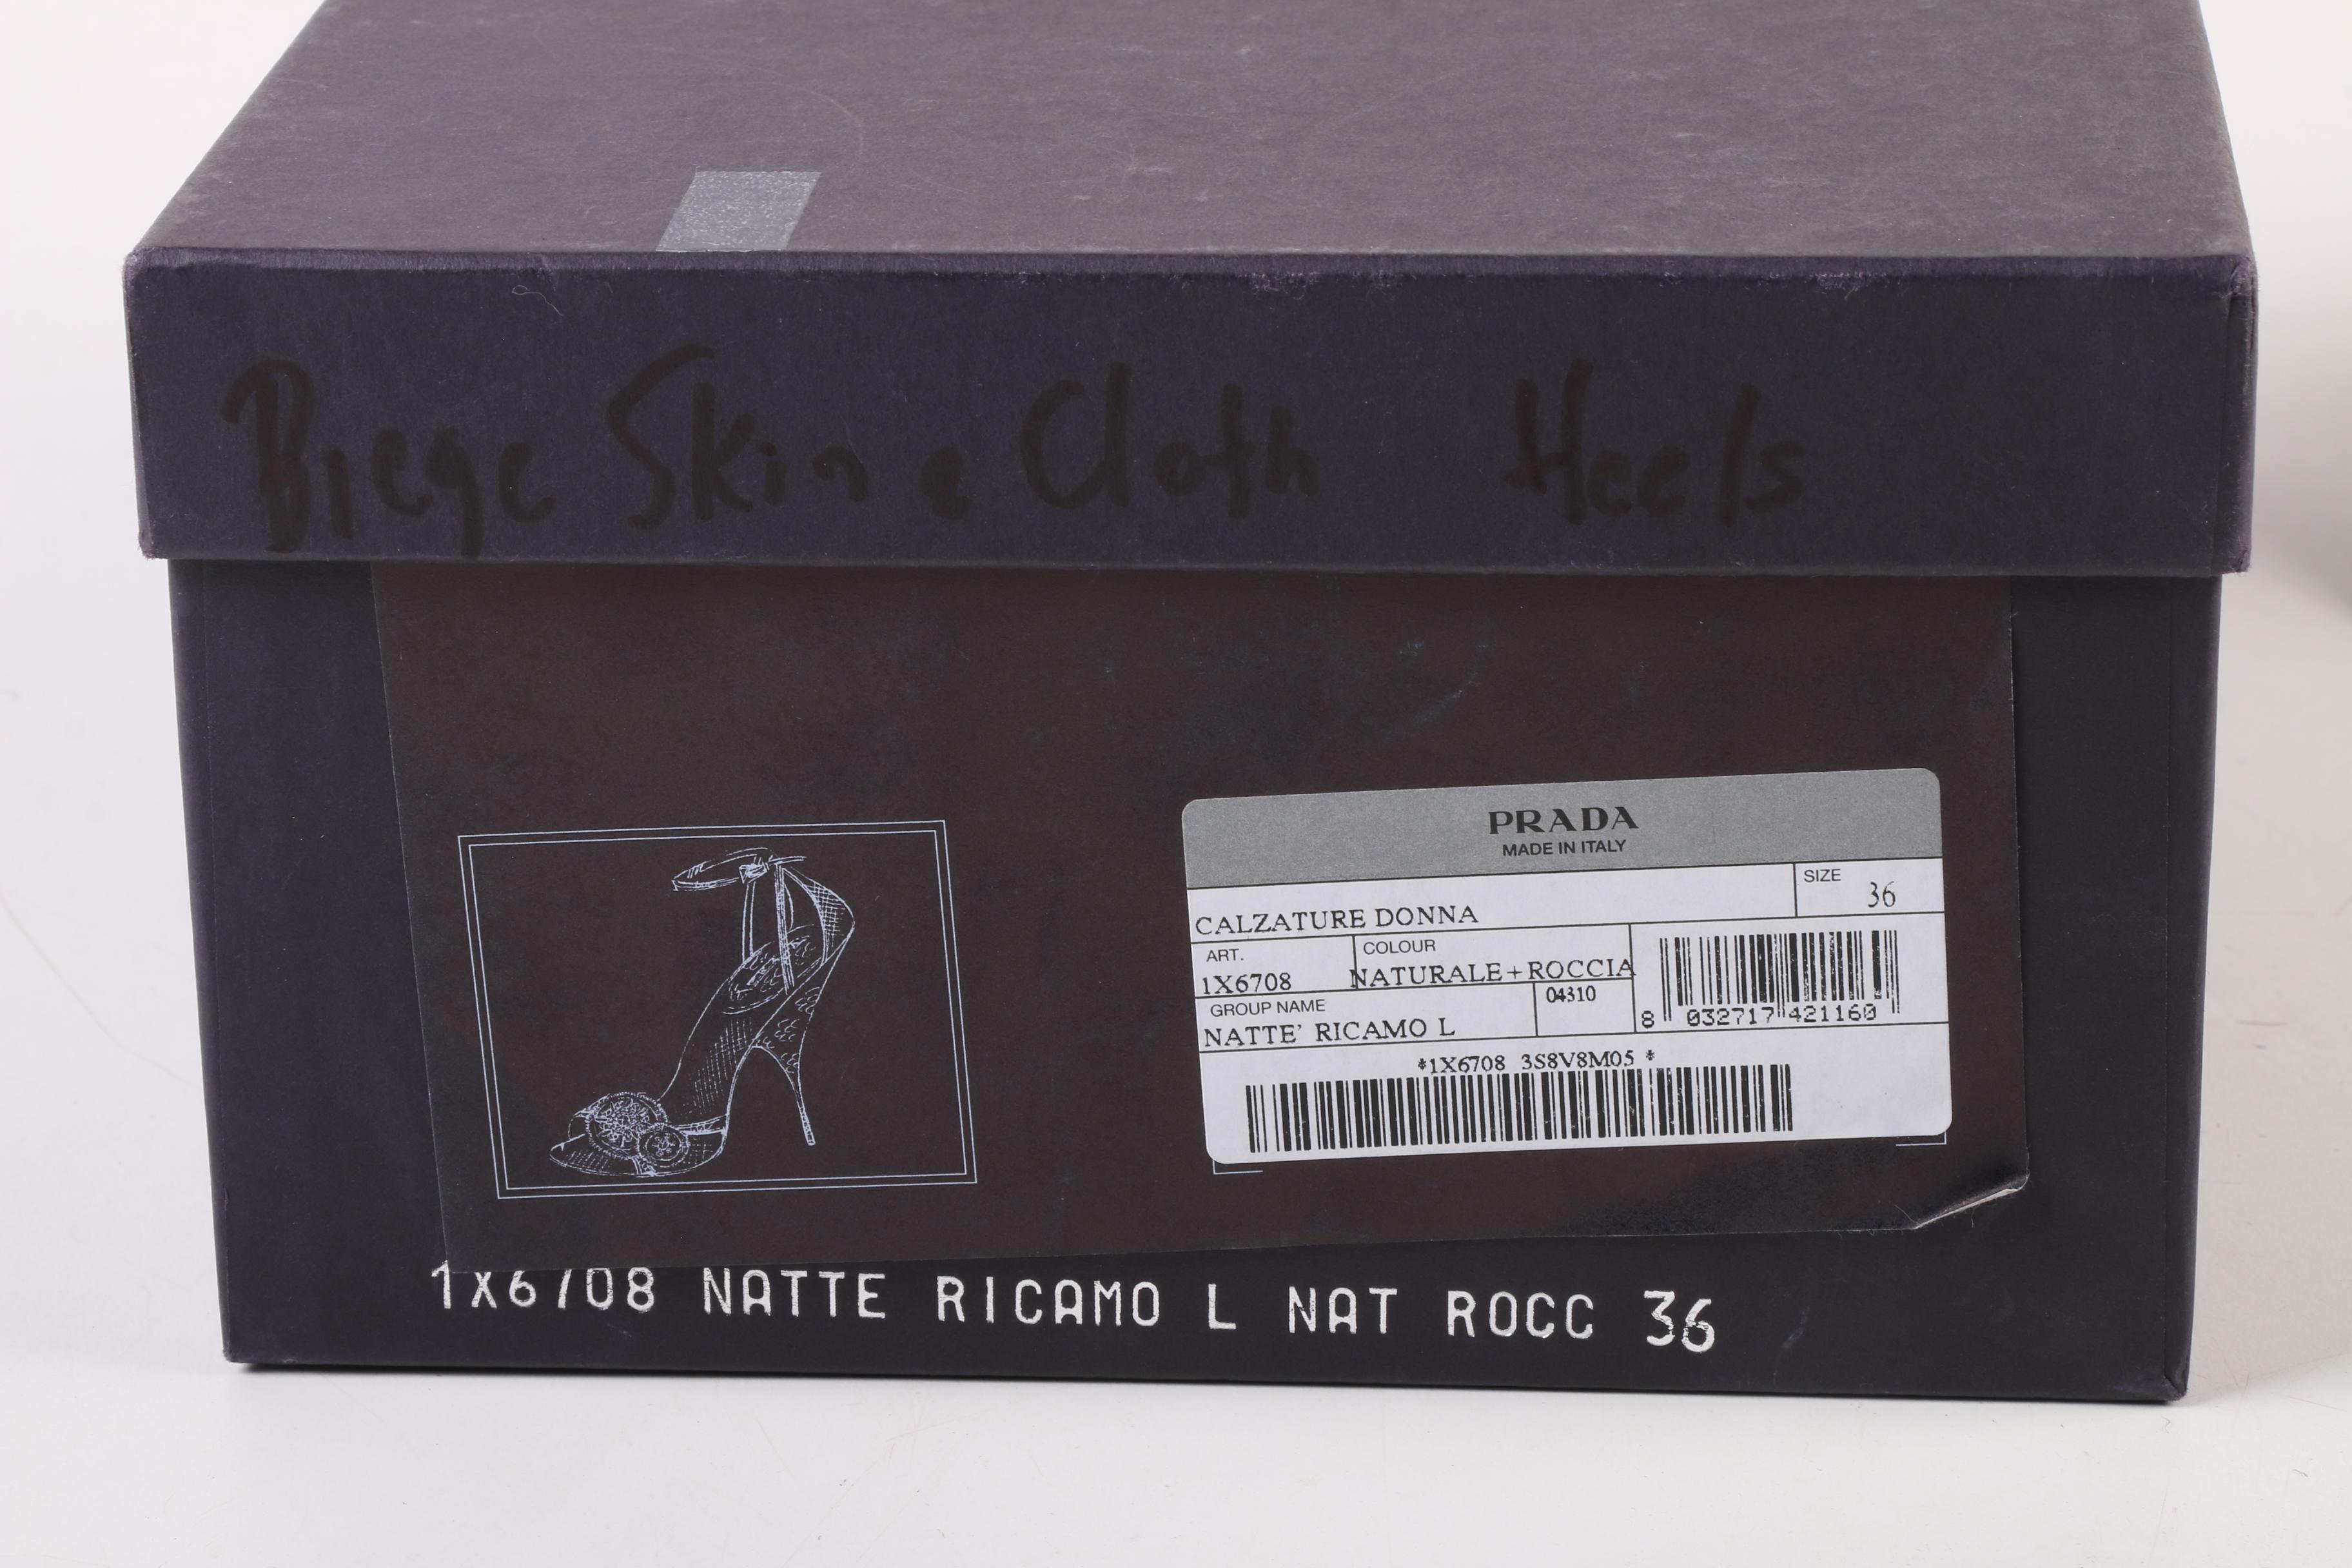 Biege Skin e Cloth Heels
PRADA
MADE IN ITALY
CALZATURE DONNA
SIZE
36
ART.
1X6708
COLOUR
NATURALE+ROCCIA
GROUP NAME
NATTE' RICAMO L
04310
8 032717 421160
*1X6708 3S8V8M05 *
1X6708 NATTE RICAMO L NAT ROCC 36